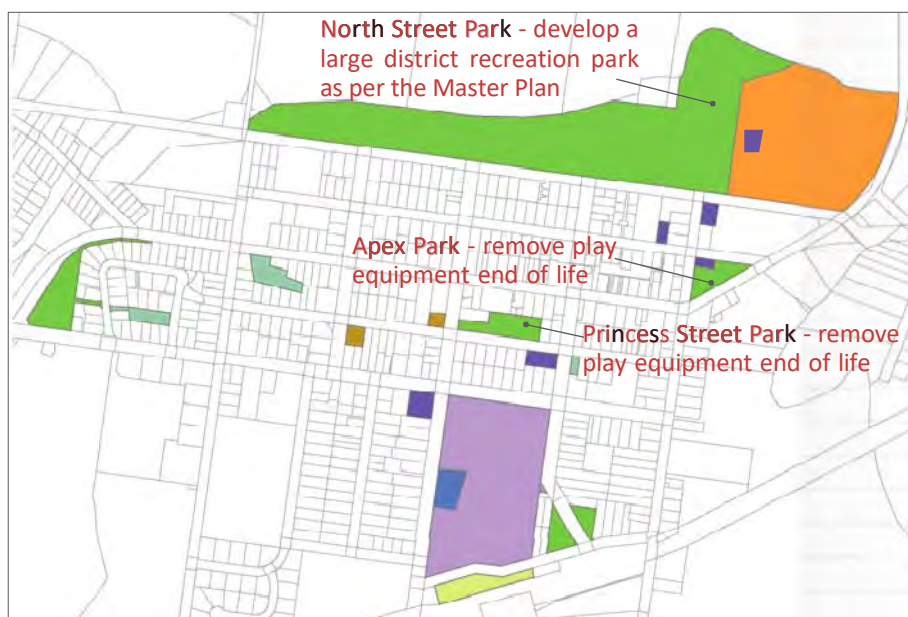 North Street Park - develop a
large district recreation park
as per the Master Plan
Apex Park - remove play
equipment end of life
Princess Street Park - remove
play equipment end of life